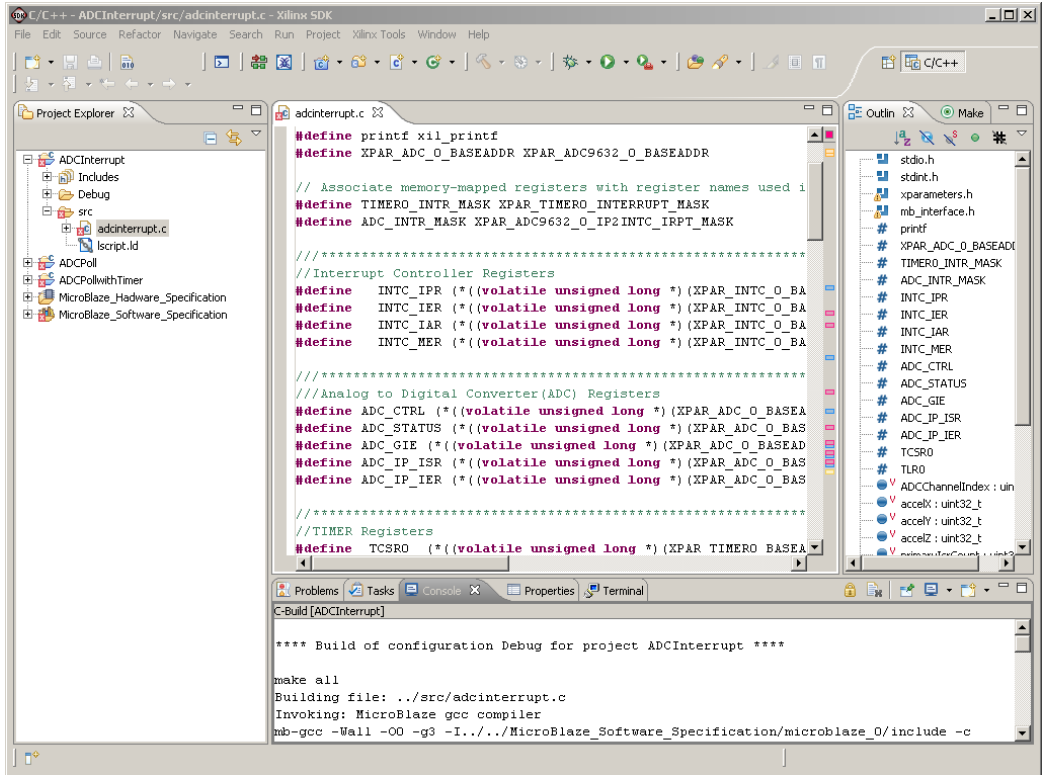 C/C++ - ADCInterrupt/src/adcinterrupt.c - Xilinx SDK
File Edit Source Refactor Navigate Search Run Project Xilinx Tools Window Help
C/C++
Project Explorer
ADCInterrupt
Includes
Debug
src
adcinterrupt.c
lscript.ld
ADCPoll
ADCPollwithTimer
MicroBlaze_Hadware_Specification
MicroBlaze_Software_Specification
adcinterrupt.c
#define printf xil_printf
#define XPAR_ADC_0_BASEADDR XPAR_ADC9632_0_BASEADDR
// Associate memory-mapped registers with register names used i
#define TIMER0_INTR_MASK XPAR_TIMER0_INTERRUPT_MASK
#define ADC_INTR_MASK XPAR_ADC9632_0_IP2INTC_IRPT_MASK
///*********************************************************
//Interrupt Controller Registers
#define INTC_IPR (*((volatile unsigned long *)(XPAR_INTC_0_BA
#define INTC_IER (*((volatile unsigned long *)(XPAR_INTC_0_BA
#define INTC_IAR (*((volatile unsigned long *)(XPAR_INTC_0_BA
#define INTC_MER (*((volatile unsigned long *)(XPAR_INTC_0_BA
///*********************************************************
///Analog to Digital Converter(ADC) Registers
#define ADC_CTRL (*((volatile unsigned long *)(XPAR_ADC_0_BASEA
#define ADC_STATUS (*((volatile unsigned long *)(XPAR_ADC_0_BAS
#define ADC_GIE (*((volatile unsigned long *)(XPAR_ADC_0_BASEAD
#define ADC_IP_ISR (*((volatile unsigned long *)(XPAR_ADC_0_BAS
#define ADC_IP_IER (*((volatile unsigned long *)(XPAR_ADC_0_BAS
//**********************************************************
//TIMER Registers
#define TCSR0 (*((volatile unsigned long *)(XPAR_TIMER0_BASEA
Outlin Make
stdio.h
stdint.h
xparameters.h
mb_interface.h
printf
XPAR_ADC_0_BASEADD
TIMER0_INTR_MASK
ADC_INTR_MASK
INTC_IPR
INTC_IER
INTC_IAR
INTC_MER
ADC_CTRL
ADC_STATUS
ADC_GIE
ADC_IP_ISR
ADC_IP_IER
TCSR0
TLR0
ADCChannelIndex : uin
accelX : uint32_t
accelY : uint32_t
accelZ : uint32_t
primaryIsrCount : uint3
Problems Tasks Console Properties Terminal
C-Build [ADCInterrupt]
**** Build of configuration Debug for project ADCInterrupt ****
make all
Building file: ../src/adcinterrupt.c
Invoking: MicroBlaze gcc compiler
mb-gcc -Wall -O0 -g3 -I../../MicroBlaze_Software_Specification/microblaze_0/include -c